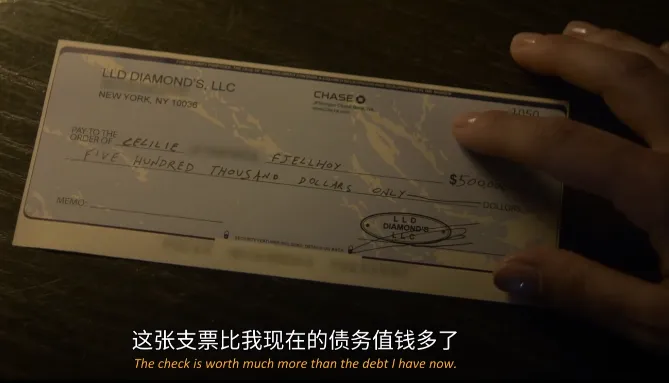 LLD DIAMOND'S, LLC
NEW YORK, NY 10036
CHASE
1050
PAY TO THE
ORDER OF CECILIE FJELLHOY
$500,00
FIVE HUNDRED THOUSAND DOLLARS ONLY
DOLLARS
MEMO:
LLD
DIAMOND'S
LLC
这张支票比我现在的债务值钱多了
The check is worth much more than the debt I have now.